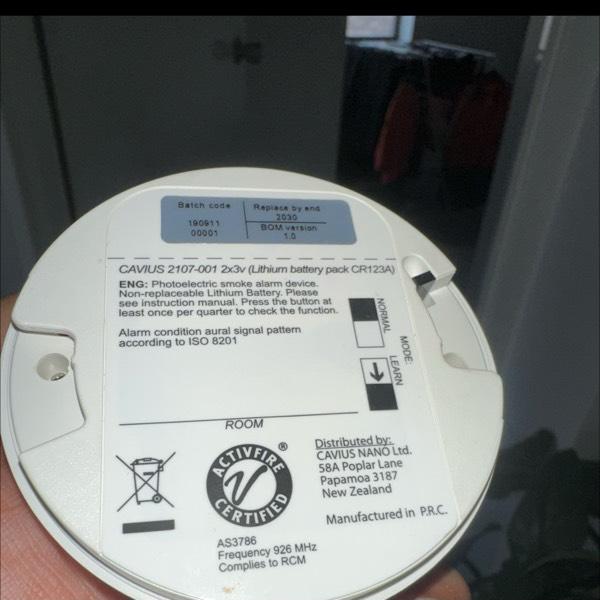 Batch code
190911
00001
Replace by end
2030
BOM version
1.0
CAVIUS 2107-001 2x3v (Lithium battery pack CR123A)
ENG: Photoelectric smoke alarm device.
Non-replaceable Lithium Battery. Please
see instruction manual. Press the button at
least once per quarter to check the function.
Alarm condition aural signal pattern
according to ISO 8201
NORMAL
MODE:
LEARN
ROOM
ACTIVFIRE®
CERTIFIED
AS3786
Frequency 926 MHz
Complies to RCM
Distributed by:
CAVIUS NANO Ltd.
58A Poplar Lane
Papamoa 3187
New Zealand
Manufactured in P.R.C.